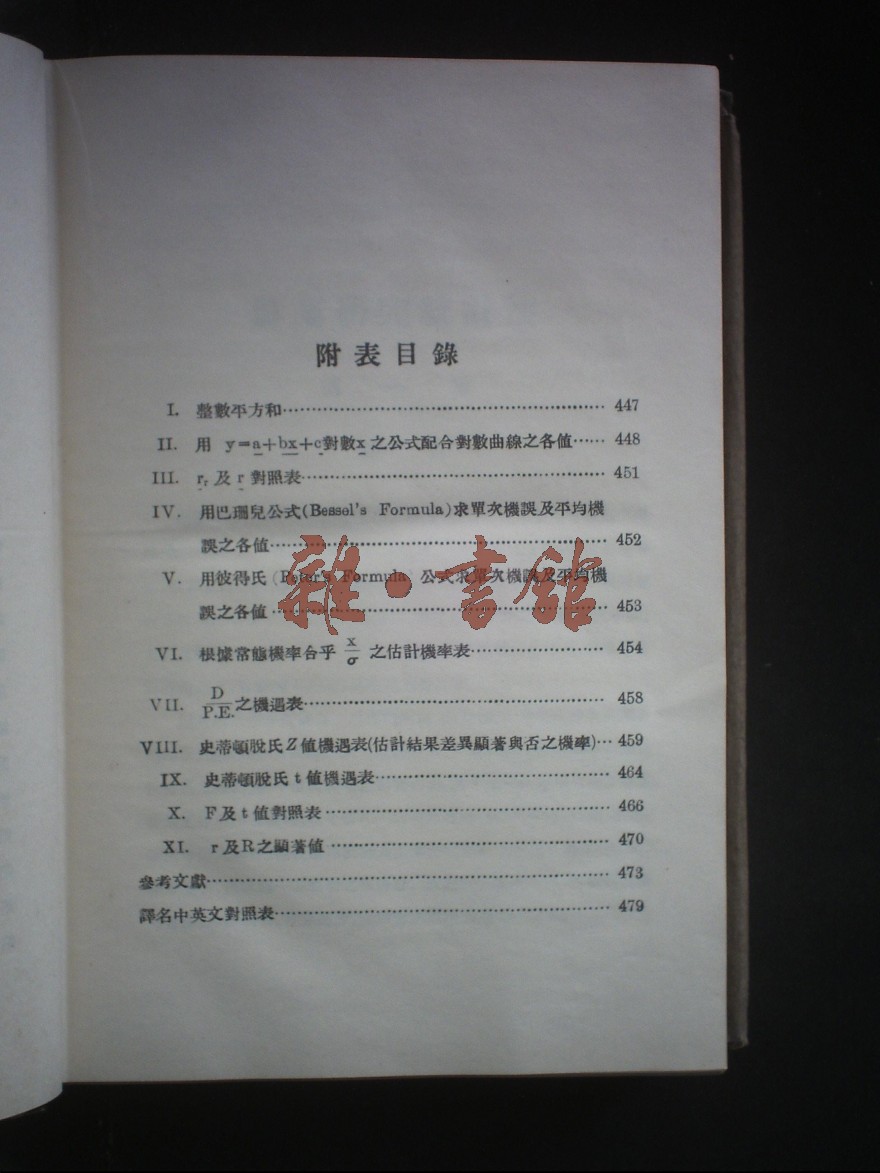 附表目錄
I. 整數平方和………………………………… 447
II. 用 y=a+bx+c對數x 之公式配合對數曲線之各值…… 448
III. rᵣ 及 r 對照表………………………………… 451
IV. 用巴珊兒公式(Bessel's Formula)求單次機誤及平均機
誤之各値………………………………… 452
V. 用彼得氏(Peter's Formula)公式求單次機誤及平均機
誤之各値………………………………… 453
VI. 根據常態機率合乎 x/σ 之估計機率表……………… 454
VII. D/P.E.之機遇表………………………………… 458
VIII. 史蒂頓脫氏Z值機遇表(估計結果差異顯著與否之機率)… 459
IX. 史蒂頓脫氏 t 值機遇表………………………… 464
X. F及t值對照表………………………………… 466
XI. r及R之顯著値………………………………… 470
參考文獻………………………………… 473
譯名中英文對照表………………………………… 479
雜·書館